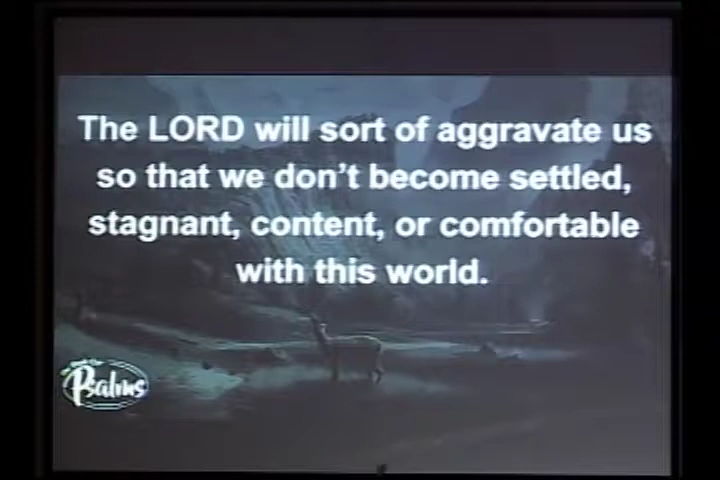 The LORD will sort of aggravate us
so that we don't become settled,
stagnant, content, or comfortable
with this world.
Psalms